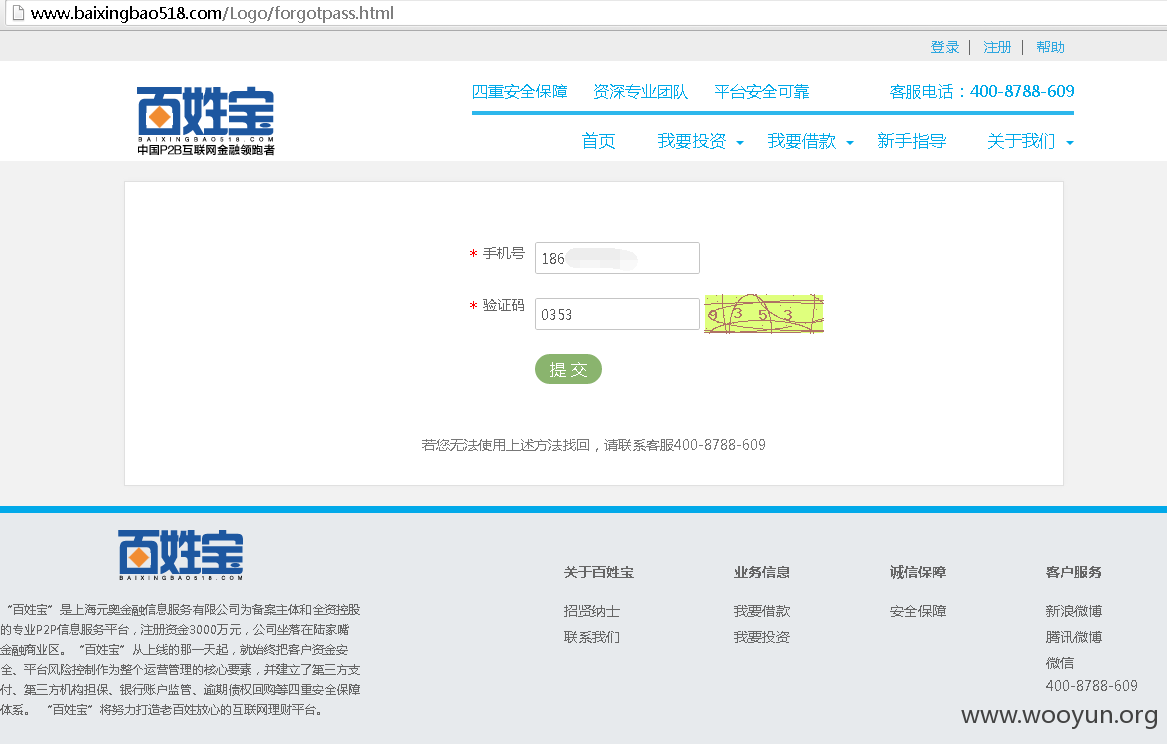 www.baixingbao518.com/Logo/forgotpass.html
登录 | 注册 | 帮助
四重安全保障 资深专业团队 平台安全可靠 客服电话：400-8788-609
百姓宝
BAIXINGBAO518.COM
中国P2B互联网金融领跑者
首页 我要投资 我要借款 新手指导 关于我们
* 手机号 186
* 验证码 0353 9353
提 交
若您无法使用上述方法找回，请联系客服400-8788-609
百姓宝
BAIXINGBAO518.COM
“百姓宝”是上海元奥金融信息服务有限公司为备案主体和全资控股
的专业P2P信息服务平台，注册资金3000万元，公司坐落在陆家嘴
金融商业区。“百姓宝”从上线的那一天起，就始终把客户资金安
全、平台风险控制作为整个运营管理的核心要素，并建立了第三方支
付、第三方机构担保、银行账户监管、逾期债权回购等四重安全保障
体系。 “百姓宝”将努力打造老百姓放心的互联网理财平台。
关于百姓宝
招贤纳士
联系我们
业务信息
我要借款
我要投资
诚信保障
安全保障
客户服务
新浪微博
腾讯微博
微信
400-8788-609
www.wooyun.org